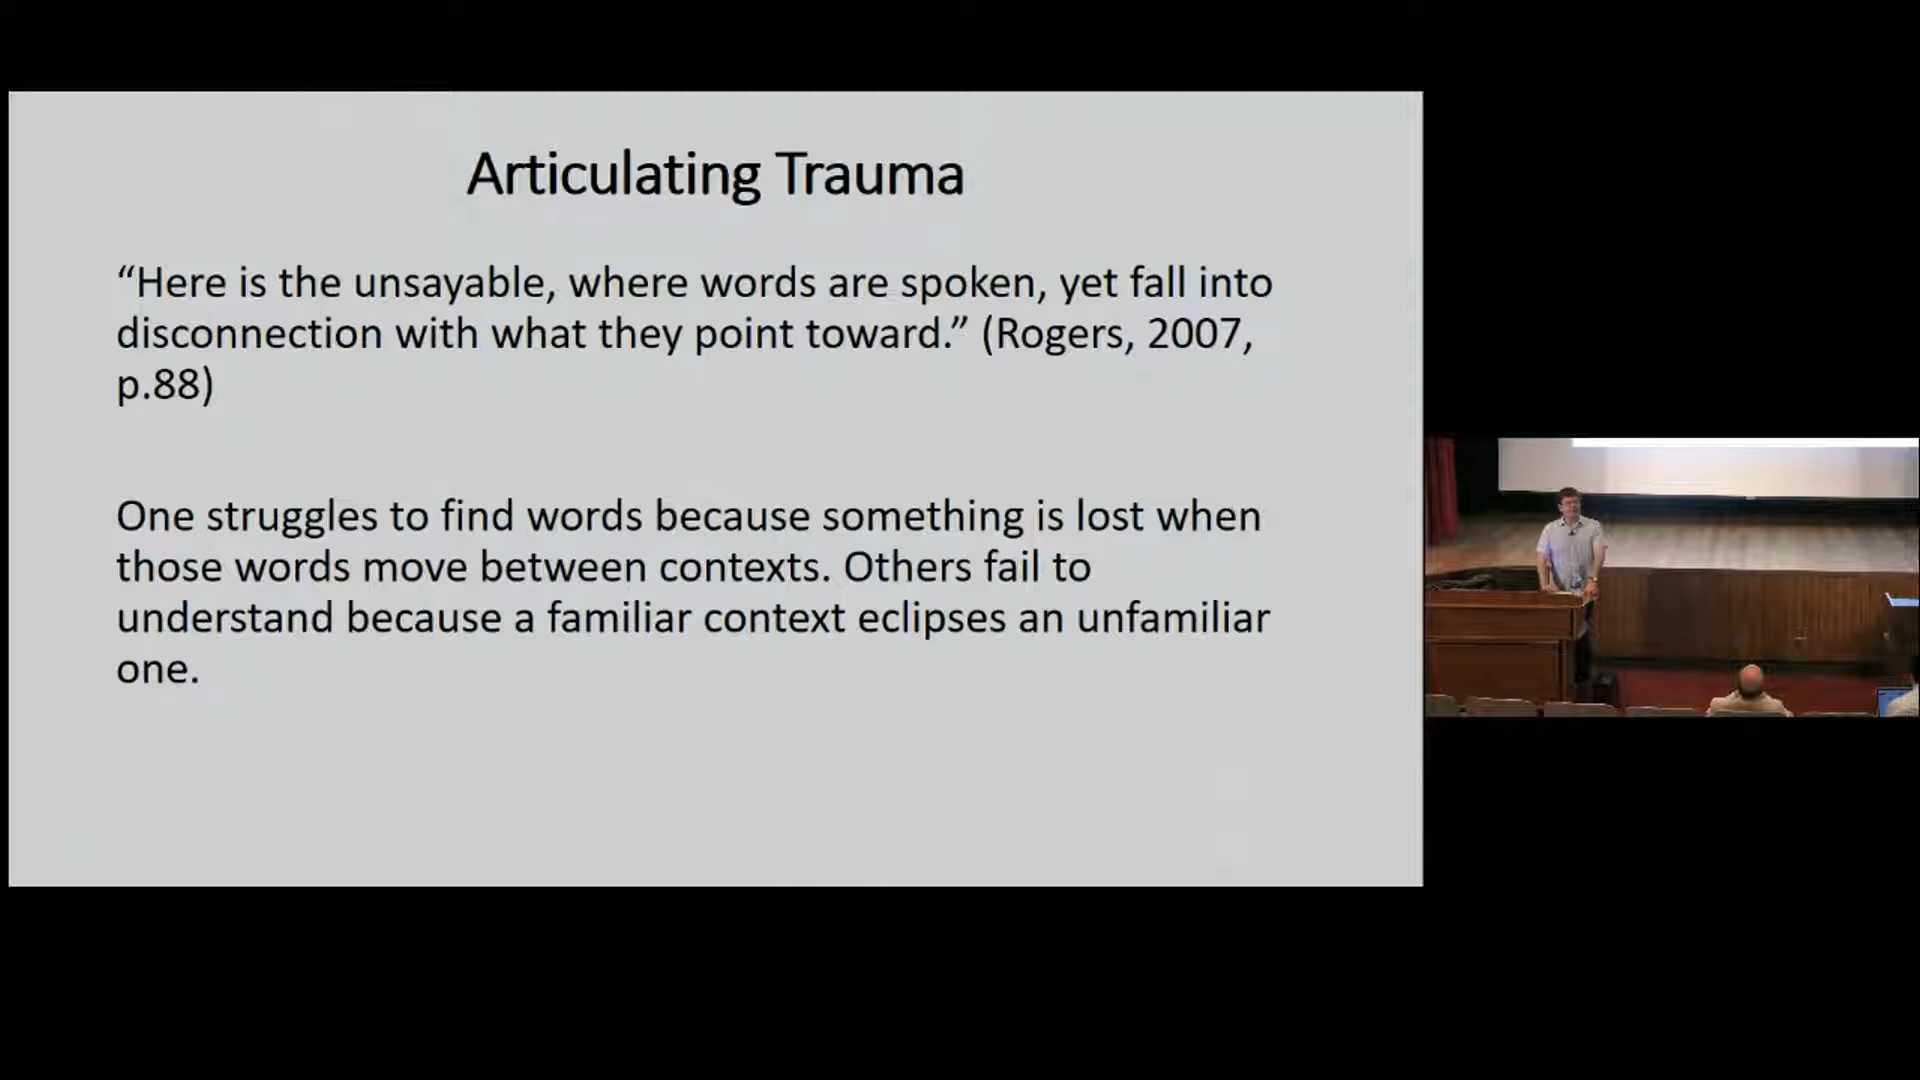 Articulating Trauma
“Here is the unsayable, where words are spoken, yet fall into
disconnection with what they point toward.” (Rogers, 2007,
p.88)
One struggles to find words because something is lost when
those words move between contexts. Others fail to
understand because a familiar context eclipses an unfamiliar
one.